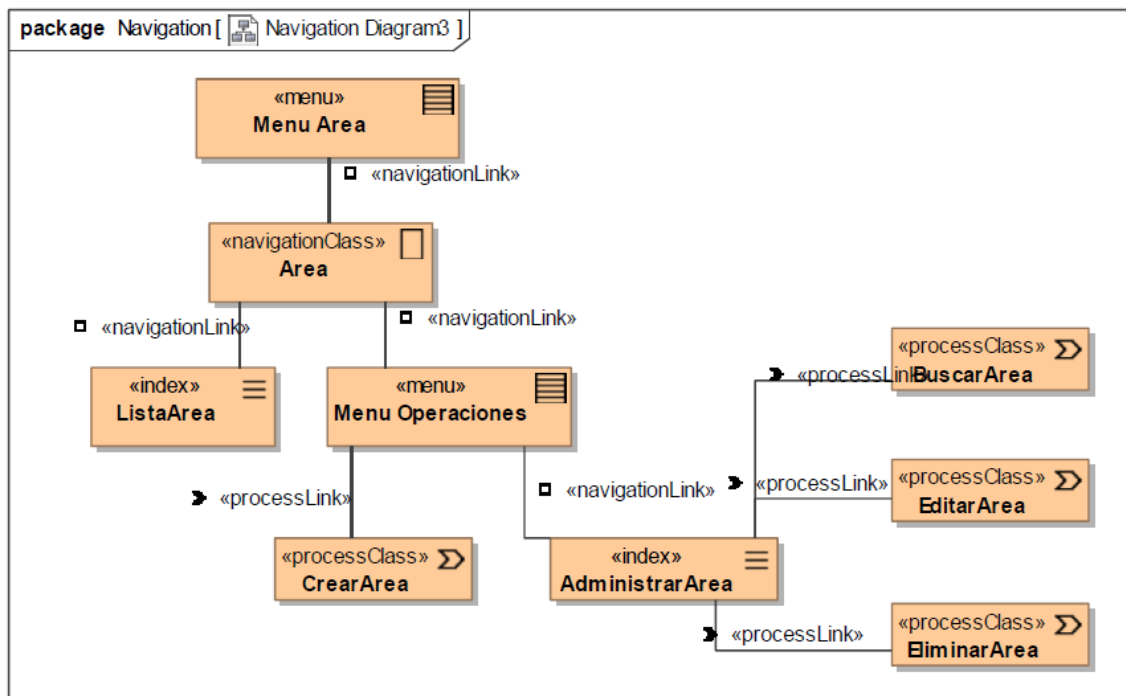 package Navigation [ Navigation Diagram3 ]
«menu»
Menu Area
«navigationLink»
«navigationClass»
Area
«navigationLink»
«navigationLink»
«index»
ListaArea
«menu»
Menu Operaciones
«processLink»
«processClass»
CrearArea
«navigationLink»
«index»
AdministrarArea
«processLink»
«processClass»
BuscarArea
«processLink»
«processClass»
EditarArea
«processLink»
«processClass»
EliminarArea